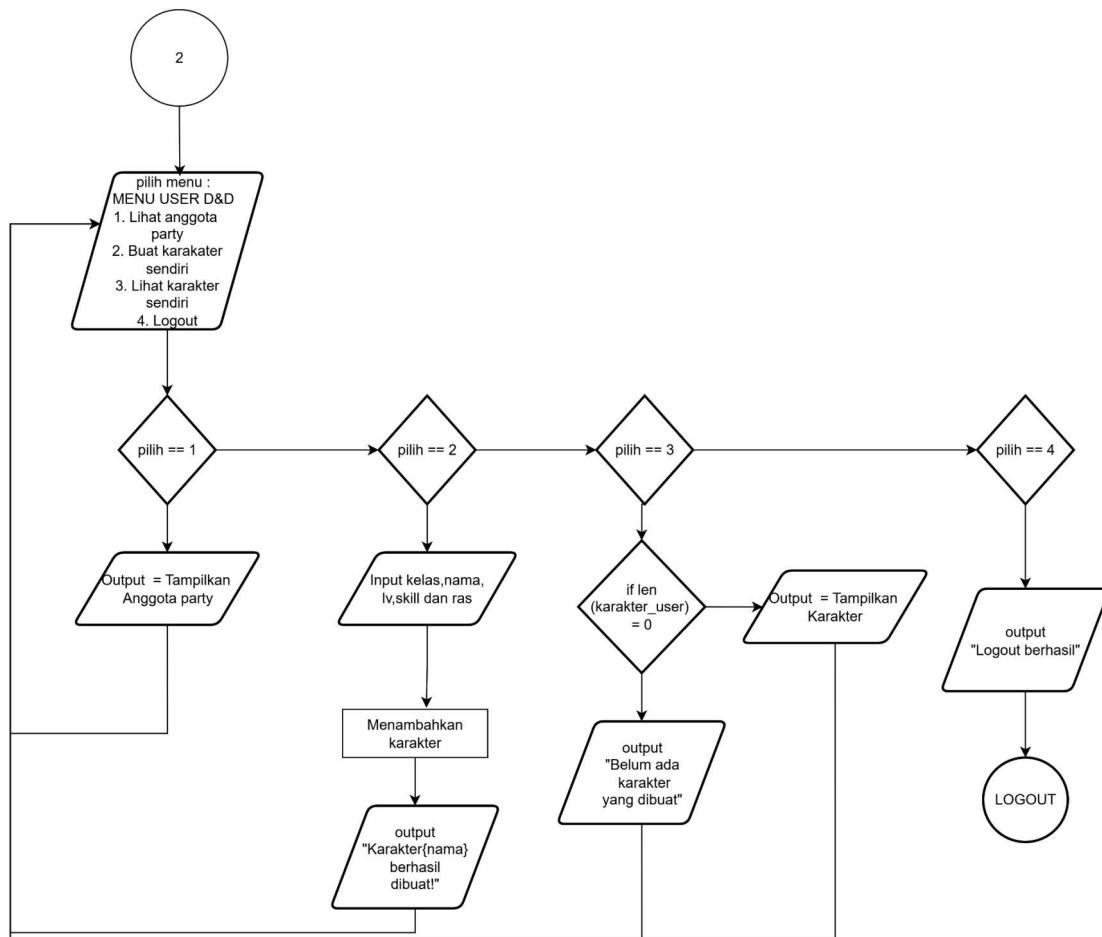 2
pilih menu :
MENU USER D&D
1. Lihat anggota
party
2. Buat karakater
sendiri
3. Lihat karakter
sendiri
4. Logout
pilih == 1
pilih == 2
pilih == 3
pilih == 4
Output = Tampilkan
Anggota party
Input kelas,nama,
lv,skill dan ras
if len
(karakter_user)
= 0
Output = Tampilkan
Karakter
output
"Logout berhasil"
Menambahkan
karakter
output
"Belum ada
karakter
yang dibuat"
LOGOUT
output
"Karakter{nama}
berhasil
dibuat!"